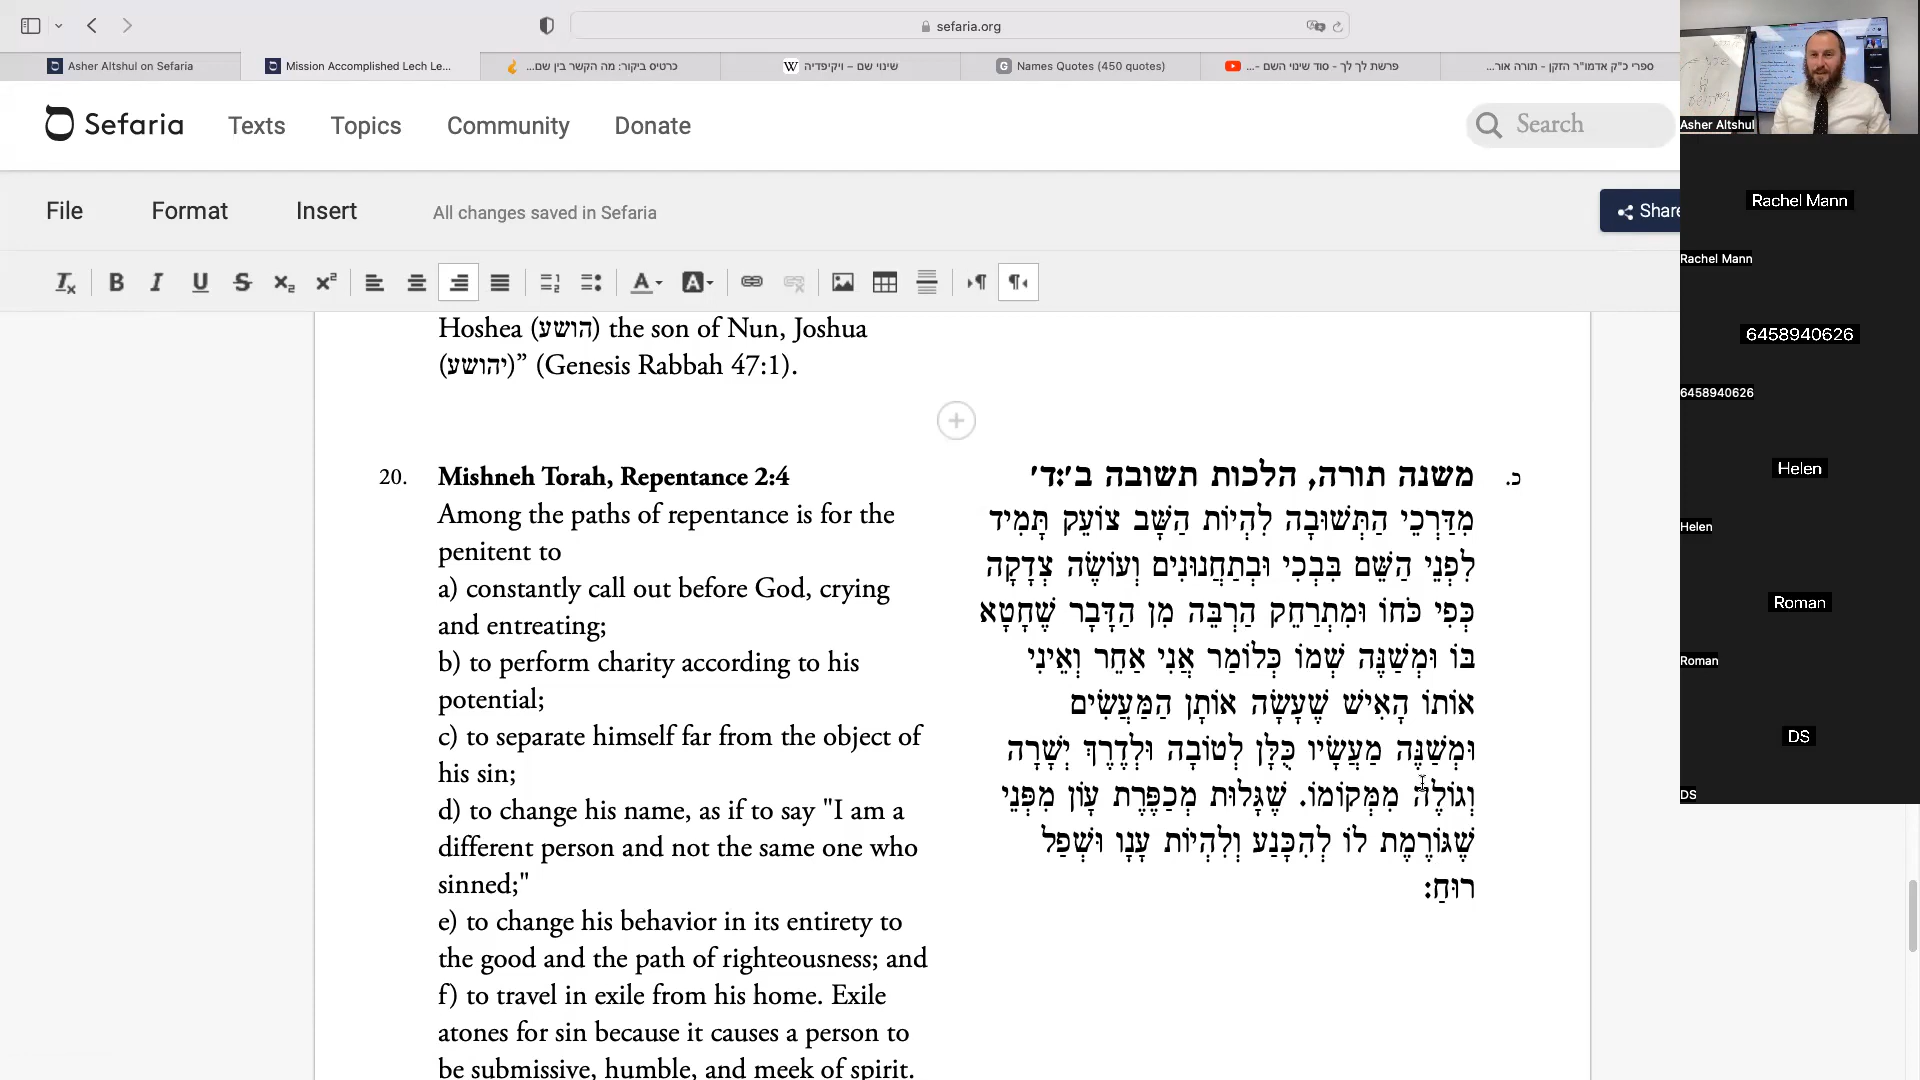 sefaria.org
Asher Altshul on Sefaria
Mission Accomplished Lech Le...
כרטיס ביקור: מה הקשר בין שם...
שינוי שם – ויקיפדיה
Names Quotes (450 quotes)
פרשת לך לך - סוד שינוי השם -...
ספרי כ"ק אדמו"ר הזקן - תורה אור...
Sefaria
Texts
Topics
Community
Donate
Search
File
Format
Insert
All changes saved in Sefaria
Share
Hoshea (הושע) the son of Nun, Joshua
(יהושע)” (Genesis Rabbah 47:1).
20.
Mishneh Torah, Repentance 2:4
Among the paths of repentance is for the
penitent to
a) constantly call out before God, crying
and entreating;
b) to perform charity according to his
potential;
c) to separate himself far from the object of
his sin;
d) to change his name, as if to say "I am a
different person and not the same one who
sinned;"
e) to change his behavior in its entirety to
the good and the path of righteousness; and
f) to travel in exile from his home. Exile
atones for sin because it causes a person to
be submissive, humble, and meek of spirit.
כ.
משנה תורה, הלכות תשובה ב׳:ד׳
מִדַּרְכֵי הַתְּשׁוּבָה לִהְיוֹת הַשָּׁב צוֹעֵק תָּמִיד
לִפְנֵי הַשֵּׁם בִּבְכִי וּבְתַחֲנוּנִים וְעוֹשֶׂה צְדָקָה
כְּפִי כֹּחוֹ וּמִתְרַחֵק הַרְבֵּה מִן הַדָּבָר שֶׁחָטָא
בּוֹ וּמְשַׁנֶּה שְׁמוֹ כְּלוֹמַר אֲנִי אַחֵר וְאֵינִי
אוֹתוֹ הָאִישׁ שֶׁעָשָׂה אוֹתָן הַמַּעֲשִׂים
וּמְשַׁנֶּה מַעֲשָׂיו כֻּלָּן לְטוֹבָה וּלְדֶרֶךְ יְשָׁרָה
וְגוֹלֶה מִמְּקוֹמוֹ. שֶׁגָּלוּת מְכַפֶּרֶת עָוֹן מִפְּנֵי
שֶׁגּוֹרֶמֶת לוֹ לְהִכָּנַע וְלִהְיוֹת עָנָו וּשְׁפַל
רוּחַ:
Asher Altshul
Rachel Mann
Rachel Mann
6458940626
6458940626
Helen
Helen
Roman
Roman
DS
DS